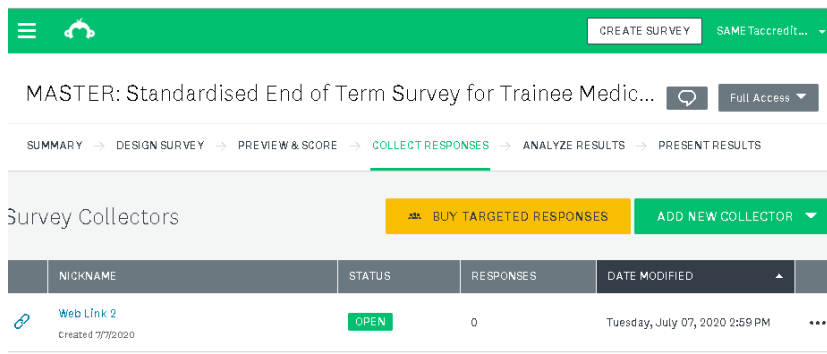 CREATE SURVEY SAMETaccredit...
MASTER: Standardised End of Term Survey for Trainee Medic... Full Access
SUMMARY → DESIGN SURVEY → PREVIEW & SCORE → COLLECT RESPONSES → ANALYZE RESULTS → PRESENT RESULTS
Survey Collectors BUY TARGETED RESPONSES ADD NEW COLLECTOR
NICKNAME STATUS RESPONSES DATE MODIFIED
Web Link 2 OPEN 0 Tuesday, July 07, 2020 2:59 PM
Created 7/7/2020